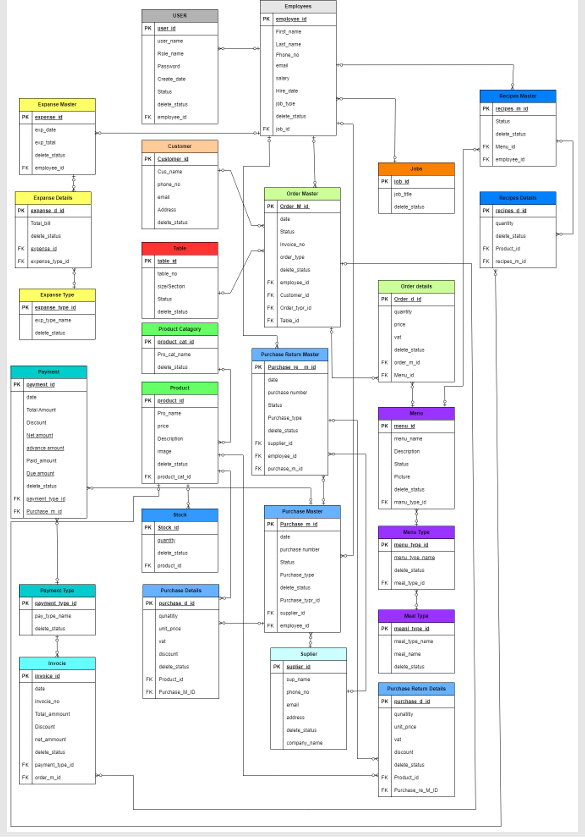 Employees
PK employee_id
First_name
Last_name
Phone_no
email
salary
hire_date
job_type
delete_status
FK job_id
USER
PK user_id
user_name
Role_name
Password
Create_date
Status
delete_status
FK employee_id
Recipes Master
PK recipes_m_id
Status
delete_status
FK Menu_id
FK employee_id
Expanse Master
PK expense_id
exp_date
exp_total
delete_status
FK employee_id
Customer
PK Customer_id
Cus_name
phone_no
email
Address
delete_status
Jobs
PK job_id
job_title
delete_status
Order Master
PK Order_M_id
date
Status
invoice_no
order_type
delete_status
FK employee_id
FK Customer_id
FK Order_typr_id
FK Table_id
Expanse Details
PK expanse_d_id
Total_bill
delete_status
FK expense_id
FK expense_type_id
Recipes Details
PK recipes_d_id
quantity
delete_status
FK Product_id
FK recipes_m_id
Table
PK table_id
table_no
size/Section
Status
delete_status
Expanse Type
PK expanse_type_id
exp_type_name
delete_status
Order details
PK Order_d_id
quantity
price
vat
delete_status
FK order_m_id
FK Menu_id
Product Catagory
PK product_cat_id
Pro_cat_name
delete_status
Purchase Return Master
PK Purchase_re_m_id
date
purchase number
Status
Purchase_type
delete_status
FK supplier_id
FK employee_id
FK purchase_m_id
Payment
PK payment_id
date
Total Amount
Discount
Net amount
advance amount
Paid_amount
Due amount
delete_status
FK payment_type_id
FK Purchase_m_id
Product
PK product_id
Pro_name
price
Description
image
delete_status
FK product_cat_id
Menu
PK menu_id
menu_name
Description
Status
Picture
delete_status
FK manu_type_id
Stock
PK Stock_id
quantity
delete_status
FK product_id
Purchase Master
PK Purchase_m_id
date
purchase number
Status
Purchase_type
delete_status
Purchase_typr_id
FK supplier_id
FK employee_id
Menu Type
PK menu_type_id
menu_type_name
delete_status
FK meal_type_id
Payment Type
PK payment_type_id
pay_type_name
delete_status
Purchase Details
PK purchase_d_id
qunatity
unit_price
vat
discount
delete_status
FK Product_id
FK Purchase_M_ID
Meal Type
PK meanl_type_id
meal_type_name
meal_name
delete_status
Suplier
PK suplier_id
sup_name
phone_no
email
address
delete_status
company_name
Invocie
PK invoice_id
date
invocie_no
Total_ammount
Discount
net_ammount
delete_status
FK payment_type_id
FK order_m_id
Purchase Return Details
PK purchase_d_id
qunatity
unit_price
vat
discount
delete_status
FK Product_id
FK Purchase_re_M_ID